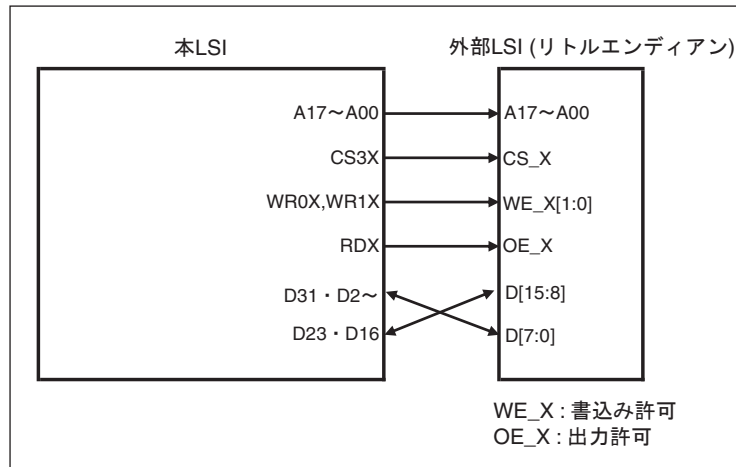 本LSI
外部LSI (リトルエンディアン)
A17～A00
A17～A00
CS3X
CS_X
WR0X,WR1X
WE_X[1:0]
RDX
OE_X
D31・D2～
D[15:8]
D23・D16
D[7:0]
WE_X : 書込み許可
OE_X : 出力許可